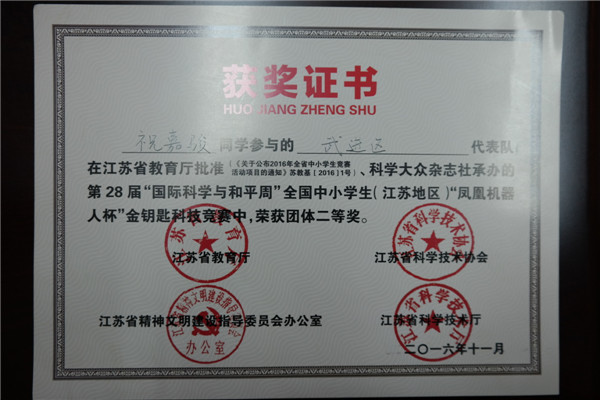 获奖证书
HUO JIANG ZHENG SHU
祝嘉骏 同学参与的 武进区 代表队
在江苏省教育厅批准(《关于公布2016年全省中小学生竞赛
活动项目的通知》苏教基[2016]1号)、科学大众杂志社承办的
第28届“国际科学与和平周”全国中小学生(江苏地区)“凤凰机器
人杯”金钥匙科技竞赛中,荣获团体二等奖。
江苏省教育厅 江苏省科学技术协会
江苏省精神文明建设指导委员会办公室 江苏省科学技术厅
办公室
二〇一六年十一月